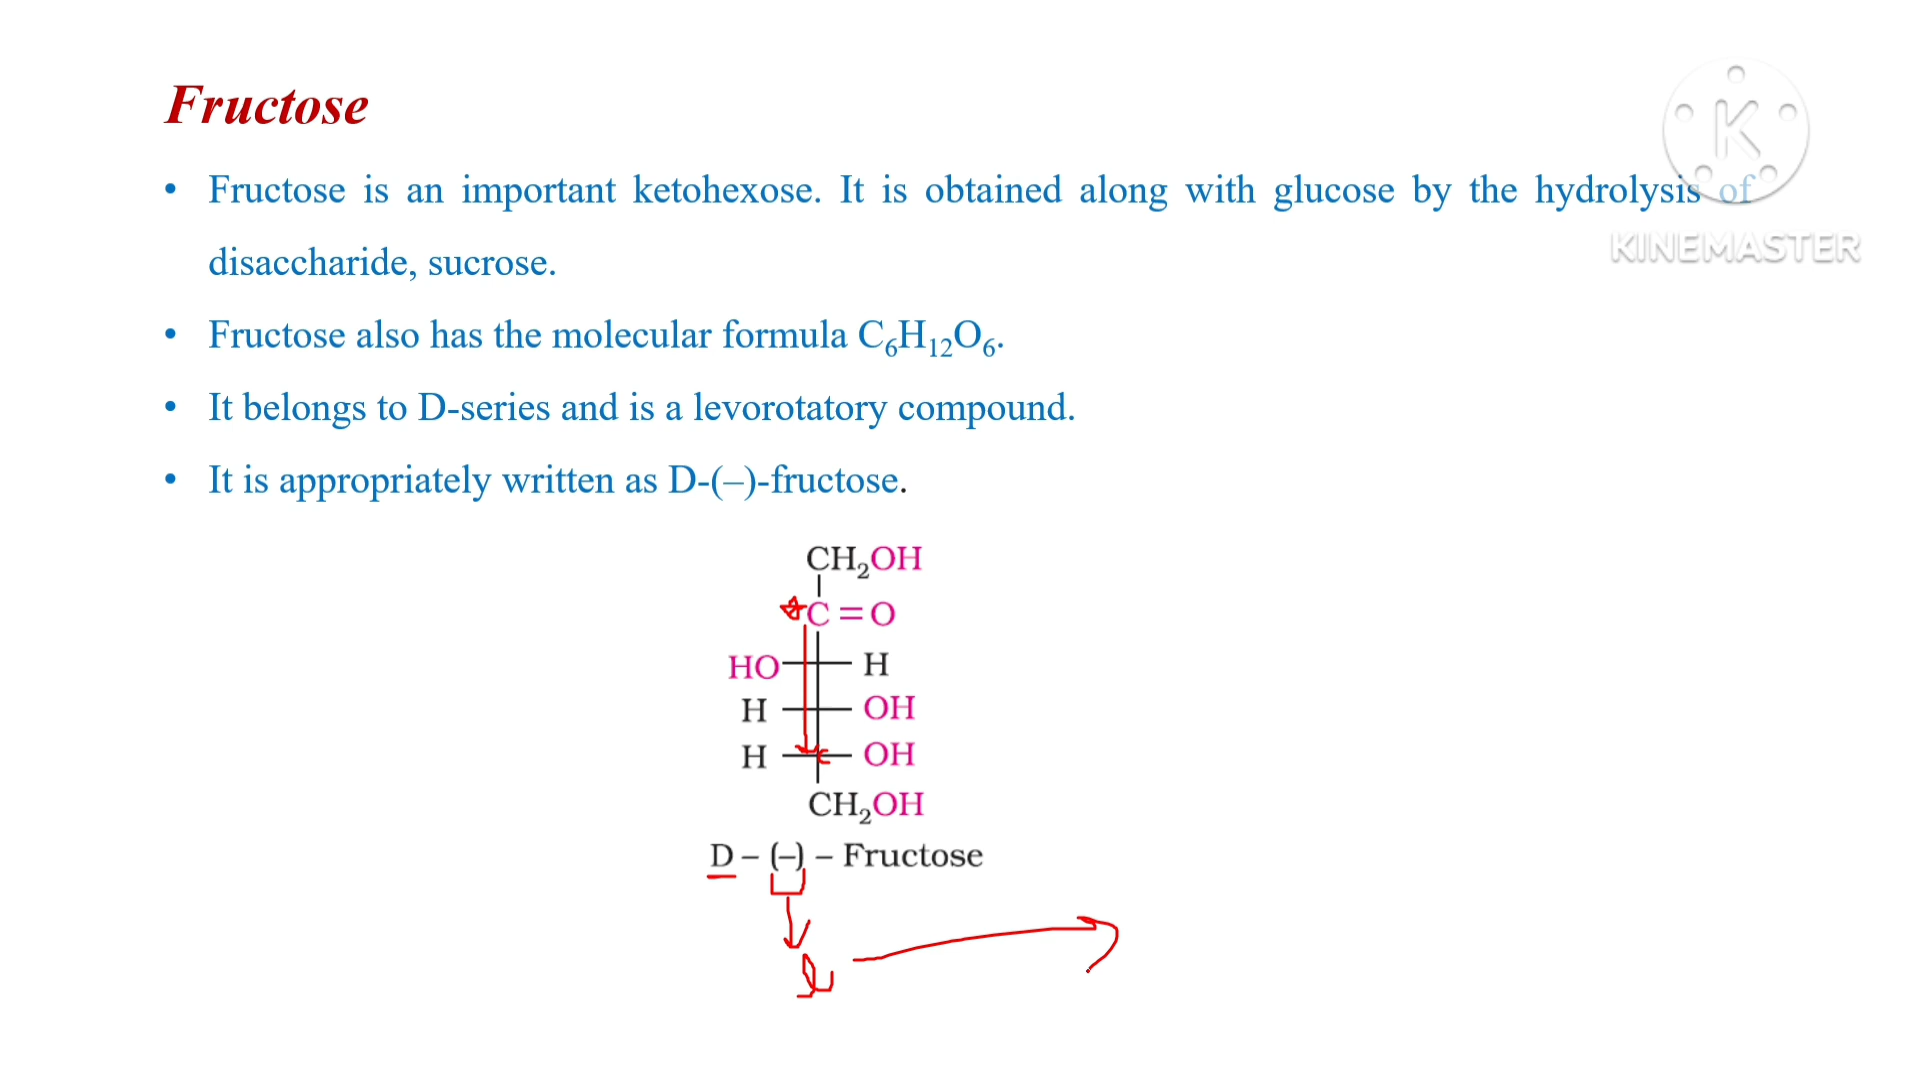 Fructose
• Fructose is an important ketohexose. It is obtained along with glucose by the hydrolysis of
disaccharide, sucrose.
• Fructose also has the molecular formula C₆H₁₂O₆.
• It belongs to D-series and is a levorotatory compound.
• It is appropriately written as D-(–)-fructose.
K
KINEMASTER
CH₂OH
C=O
HO H
H OH
H OH
CH₂OH
D – (–) – Fructose